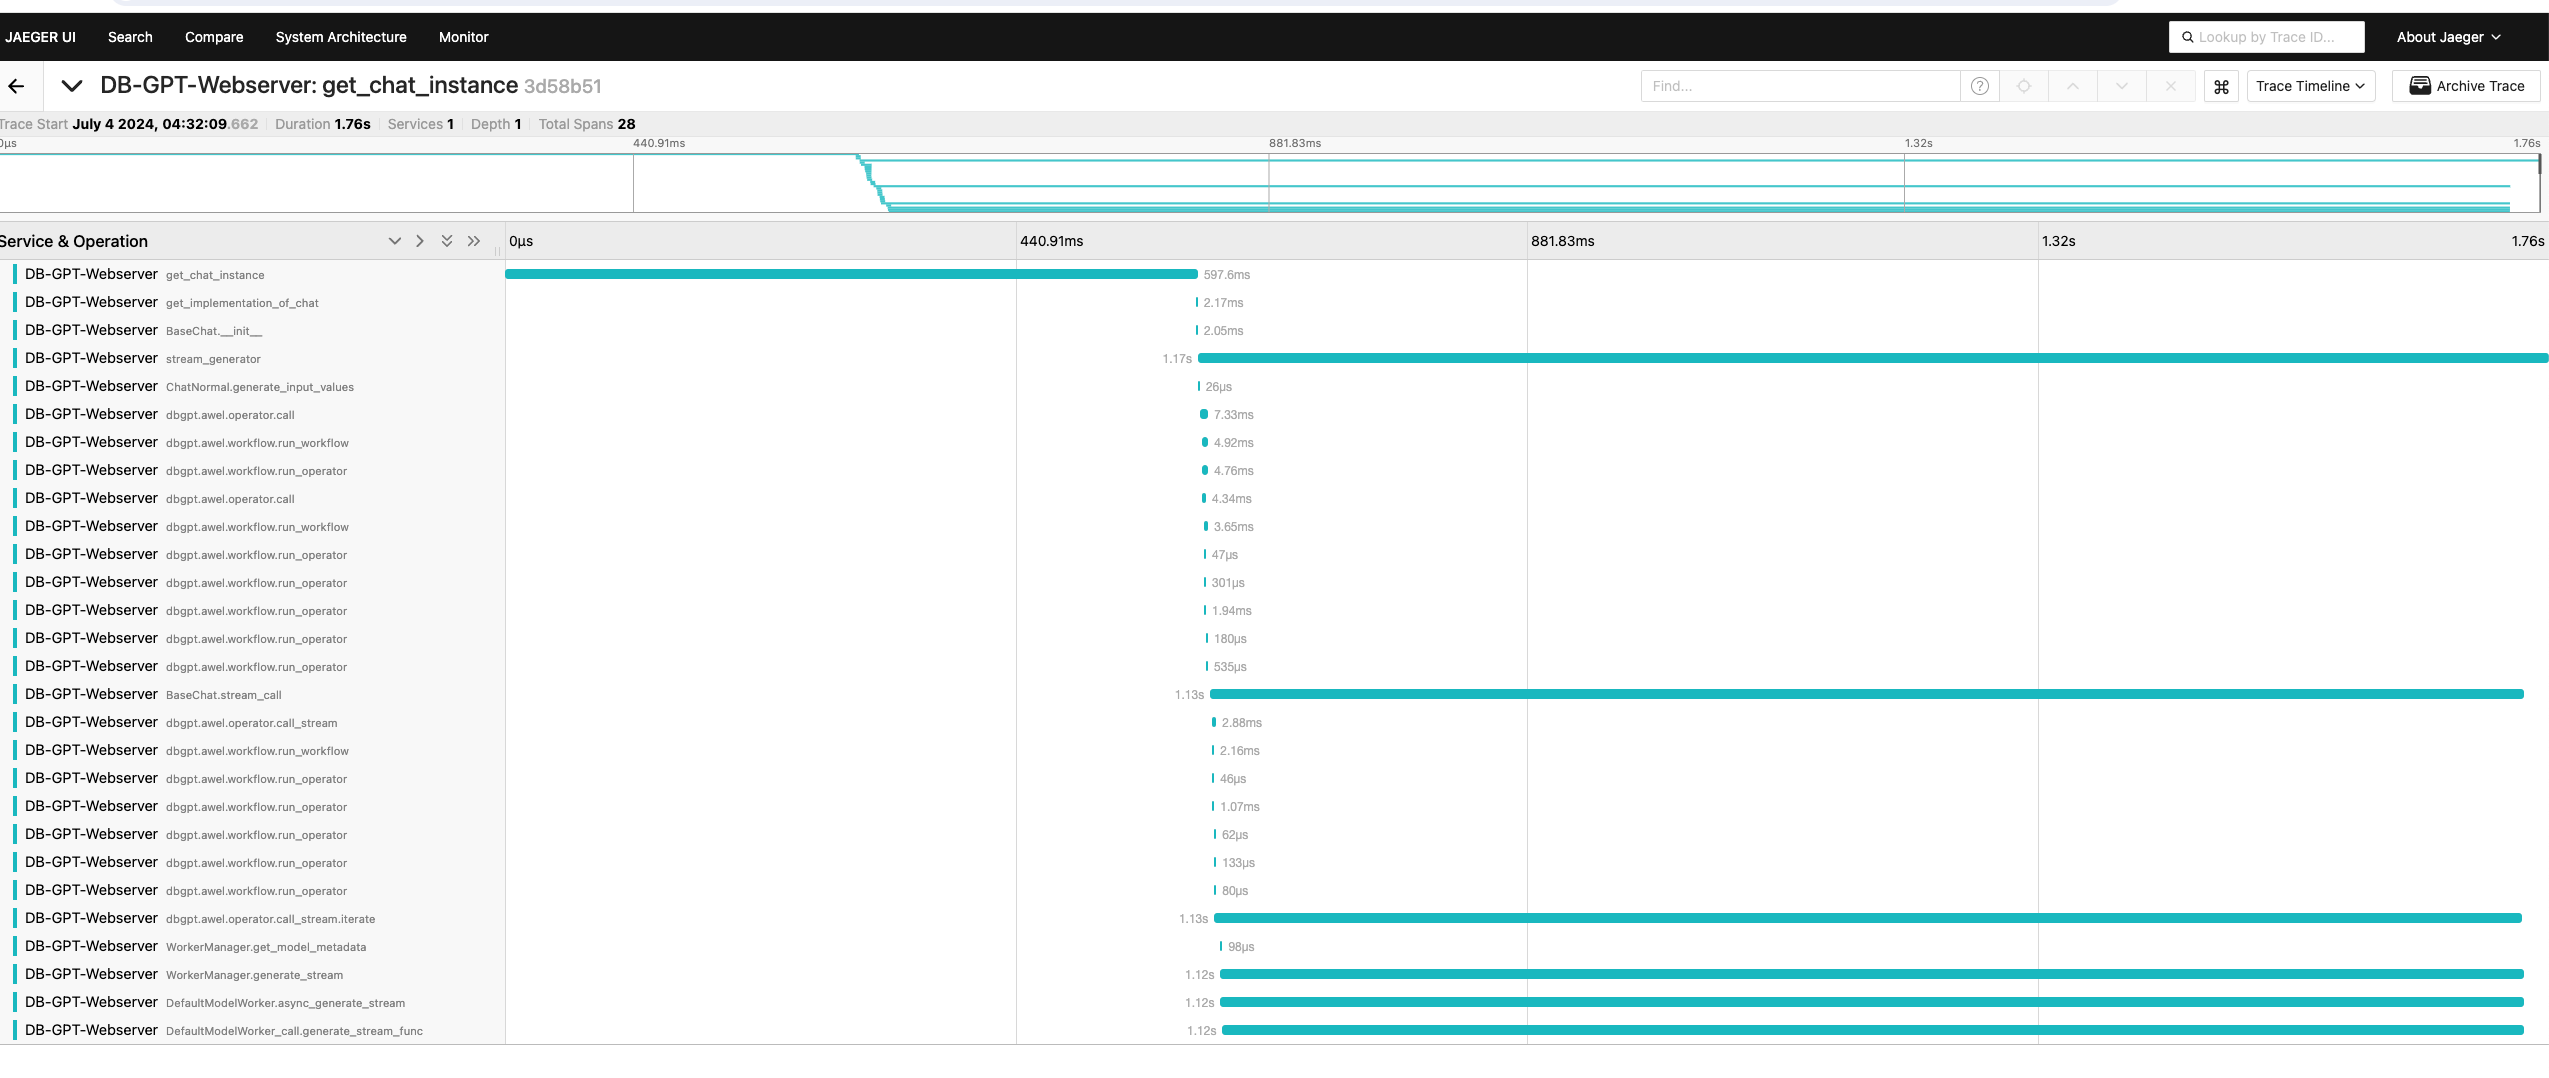 JAEGER UI Search Compare System Architecture Monitor Lookup by Trace ID... About Jaeger
DB-GPT-Webserver: get_chat_instance 3d58b51 Find... Trace Timeline Archive Trace
Trace Start July 4 2024, 04:32:09.662 Duration 1.76s Services 1 Depth 1 Total Spans 28
0μs 440.91ms 881.83ms 1.32s 1.76s
Service & Operation 0μs 440.91ms 881.83ms 1.32s 1.76s
DB-GPT-Webserver get_chat_instance 597.6ms
DB-GPT-Webserver get_implementation_of_chat 2.17ms
DB-GPT-Webserver BaseChat.__init__ 2.05ms
DB-GPT-Webserver stream_generator 1.17s
DB-GPT-Webserver ChatNormal.generate_input_values 26μs
DB-GPT-Webserver dbgpt.awel.operator.call 7.33ms
DB-GPT-Webserver dbgpt.awel.workflow.run_workflow 4.92ms
DB-GPT-Webserver dbgpt.awel.workflow.run_operator 4.76ms
DB-GPT-Webserver dbgpt.awel.operator.call 4.34ms
DB-GPT-Webserver dbgpt.awel.workflow.run_workflow 3.65ms
DB-GPT-Webserver dbgpt.awel.workflow.run_operator 47μs
DB-GPT-Webserver dbgpt.awel.workflow.run_operator 301μs
DB-GPT-Webserver dbgpt.awel.workflow.run_operator 1.94ms
DB-GPT-Webserver dbgpt.awel.workflow.run_operator 180μs
DB-GPT-Webserver dbgpt.awel.workflow.run_operator 535μs
DB-GPT-Webserver BaseChat.stream_call 1.13s
DB-GPT-Webserver dbgpt.awel.operator.call_stream 2.88ms
DB-GPT-Webserver dbgpt.awel.workflow.run_workflow 2.16ms
DB-GPT-Webserver dbgpt.awel.workflow.run_operator 46μs
DB-GPT-Webserver dbgpt.awel.workflow.run_operator 1.07ms
DB-GPT-Webserver dbgpt.awel.workflow.run_operator 62μs
DB-GPT-Webserver dbgpt.awel.workflow.run_operator 133μs
DB-GPT-Webserver dbgpt.awel.workflow.run_operator 80μs
DB-GPT-Webserver dbgpt.awel.operator.call_stream.iterate 1.13s
DB-GPT-Webserver WorkerManager.get_model_metadata 98μs
DB-GPT-Webserver WorkerManager.generate_stream 1.12s
DB-GPT-Webserver DefaultModelWorker.async_generate_stream 1.12s
DB-GPT-Webserver DefaultModelWorker_call.generate_stream_func 1.12s